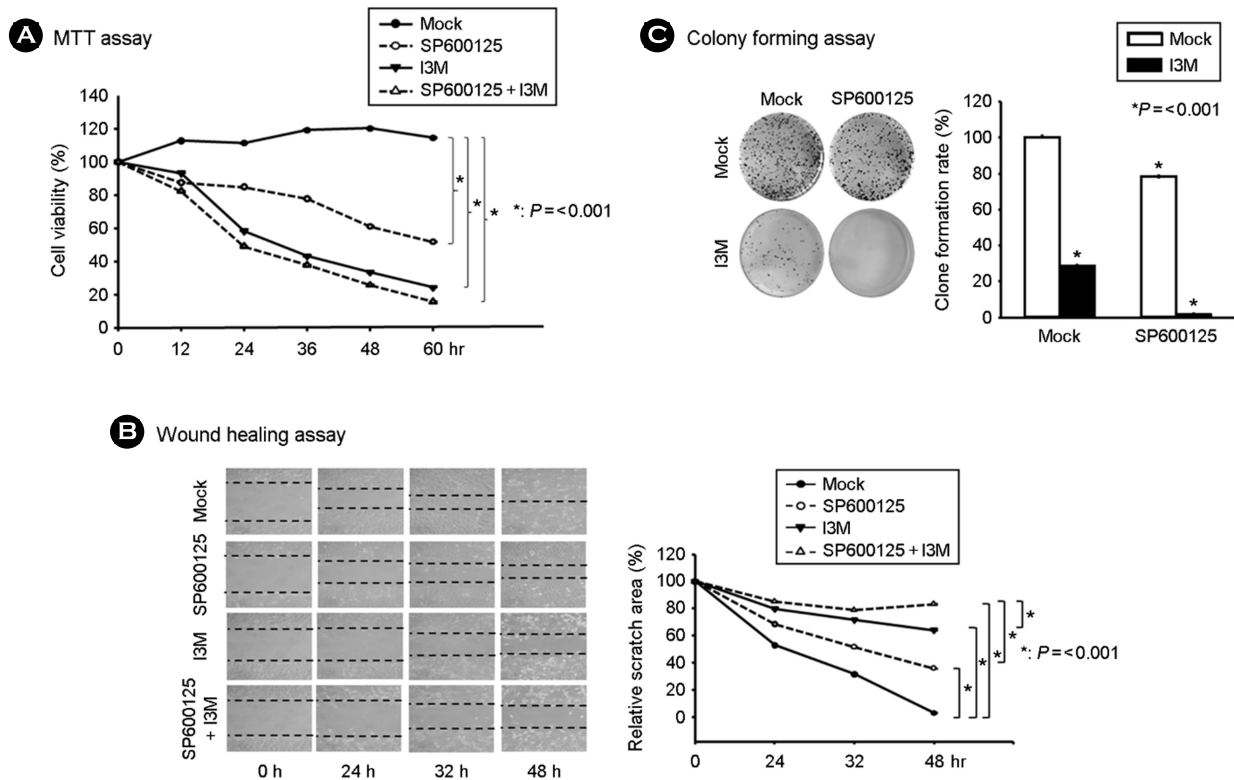 A MTT assay
Mock
SP600125
I3M
SP600125 + I3M
Cell viability (%)
140
120
100
80
60
40
20
0
0 12 24 36 48 60 hr
*
*
*
*: P=<0.001
C Colony forming assay
Mock
I3M
Mock SP600125
Mock
I3M
Clone formation rate (%)
*P=<0.001
120
100
80
60
40
20
0
*
*
*
Mock SP600125
B Wound healing assay
Mock
SP600125
I3M
SP600125
+ I3M
0 h 24 h 32 h 48 h
Mock
SP600125
I3M
SP600125 + I3M
Relative scratch area (%)
120
100
80
60
40
20
0
0 24 32 48 hr
*
*
*
*
*
*: P=<0.001